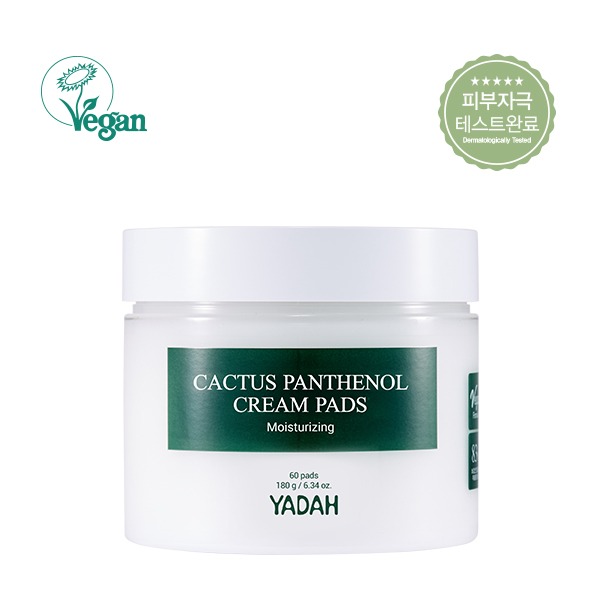 Vegan
★★★★★
피부자극
테스트완료
Dermatologically Tested
CACTUS PANTHENOL
CREAM PADS
Moisturizing
60 pads
180 g / 6.34 oz.
YADAH